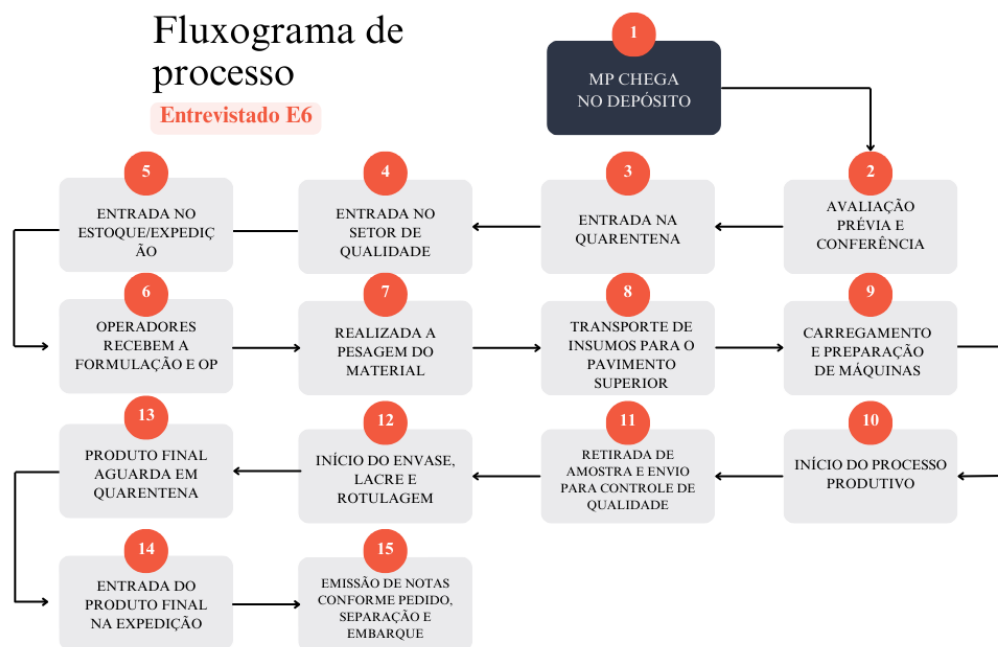 Fluxograma de
processo
Entrevistado E6
1
MP CHEGA
NO DEPÓSITO
2
AVALIAÇÃO
PRÉVIA E
CONFERÊNCIA
3
ENTRADA NA
QUARENTENA
4
ENTRADA NO
SETOR DE
QUALIDADE
5
ENTRADA NO
ESTOQUE/EXPEDIÇ
ÃO
6
OPERADORES
RECEBEM A
FORMULAÇÃO E OP
7
REALIZADA A
PESAGEM DO
MATERIAL
8
TRANSPORTE DE
INSUMOS PARA O
PAVIMENTO
SUPERIOR
9
CARREGAMENTO
E PREPARAÇÃO
DE MÁQUINAS
10
INÍCIO DO PROCESSO
PRODUTIVO
11
RETIRADA DE
AMOSTRA E ENVIO
PARA CONTROLE DE
QUALIDADE
12
INÍCIO DO ENVASE,
LACRE E
ROTULAGEM
13
PRODUTO FINAL
AGUARDA EM
QUARENTENA
14
ENTRADA DO
PRODUTO FINAL
NA EXPEDIÇÃO
15
EMISSÃO DE NOTAS
CONFORME PEDIDO,
SEPARAÇÃO E
EMBARQUE